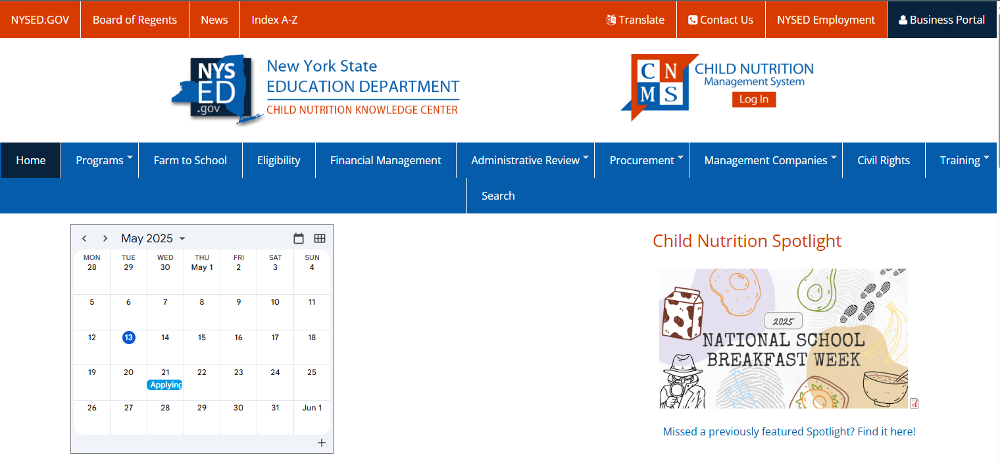 NYSED.GOV Board of Regents News Index A-Z Translate Contact Us NYSED Employment Business Portal
NYS
ED
.gov
New York State
EDUCATION DEPARTMENT
CHILD NUTRITION KNOWLEDGE CENTER
C N
M S
CHILD NUTRITION
Management System
Log In
Home Programs Farm to School Eligibility Financial Management Administrative Review Procurement Management Companies Civil Rights Training
Search
May 2025
MON TUE WED THU FRI SAT SUN
28 29 30 May 1 2 3 4
5 6 7 8 9 10 11
12 13 14 15 16 17 18
19 20 21 22 23 24 25
Applying
26 27 28 29 30 31 Jun 1
Child Nutrition Spotlight
2025
NATIONAL SCHOOL
BREAKFAST WEEK
Missed a previously featured Spotlight? Find it here!